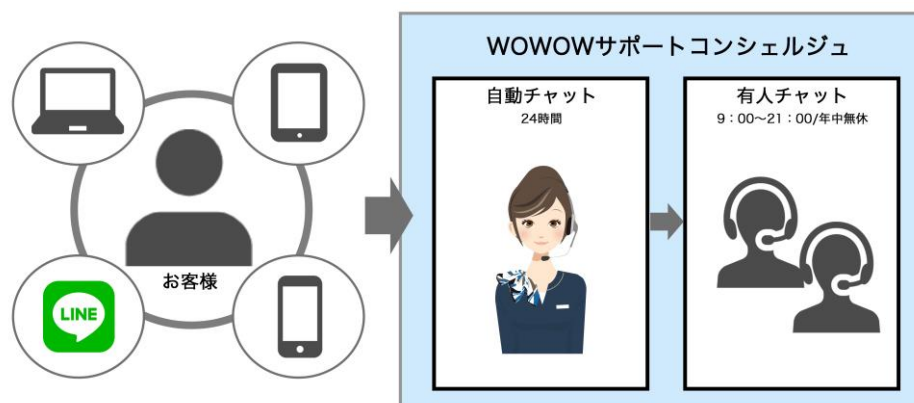 WOWOWサポートコンシェルジュ
自動チャット
24時間
有人チャット
9：00〜21：00/年中無休
お客様
LINE